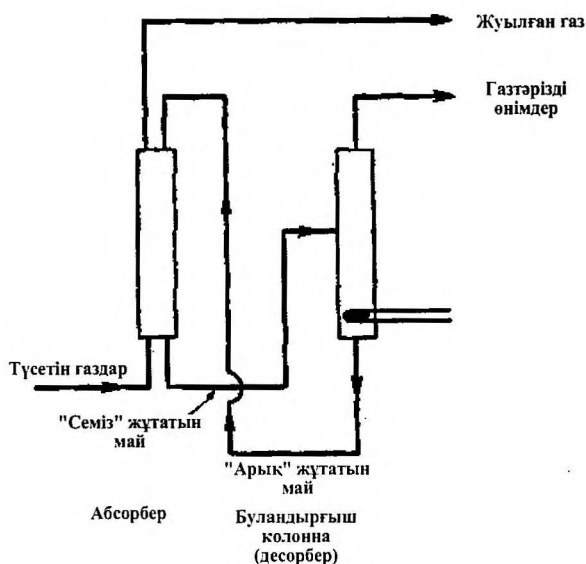 Жуылған газ
Газтәрізді
өнімдер
Түсетін газдар
"Семіз" жұтатын
май
"Арық" жұтатын
май
Абсорбер
Буландырғыш
колонна
(десорбер)